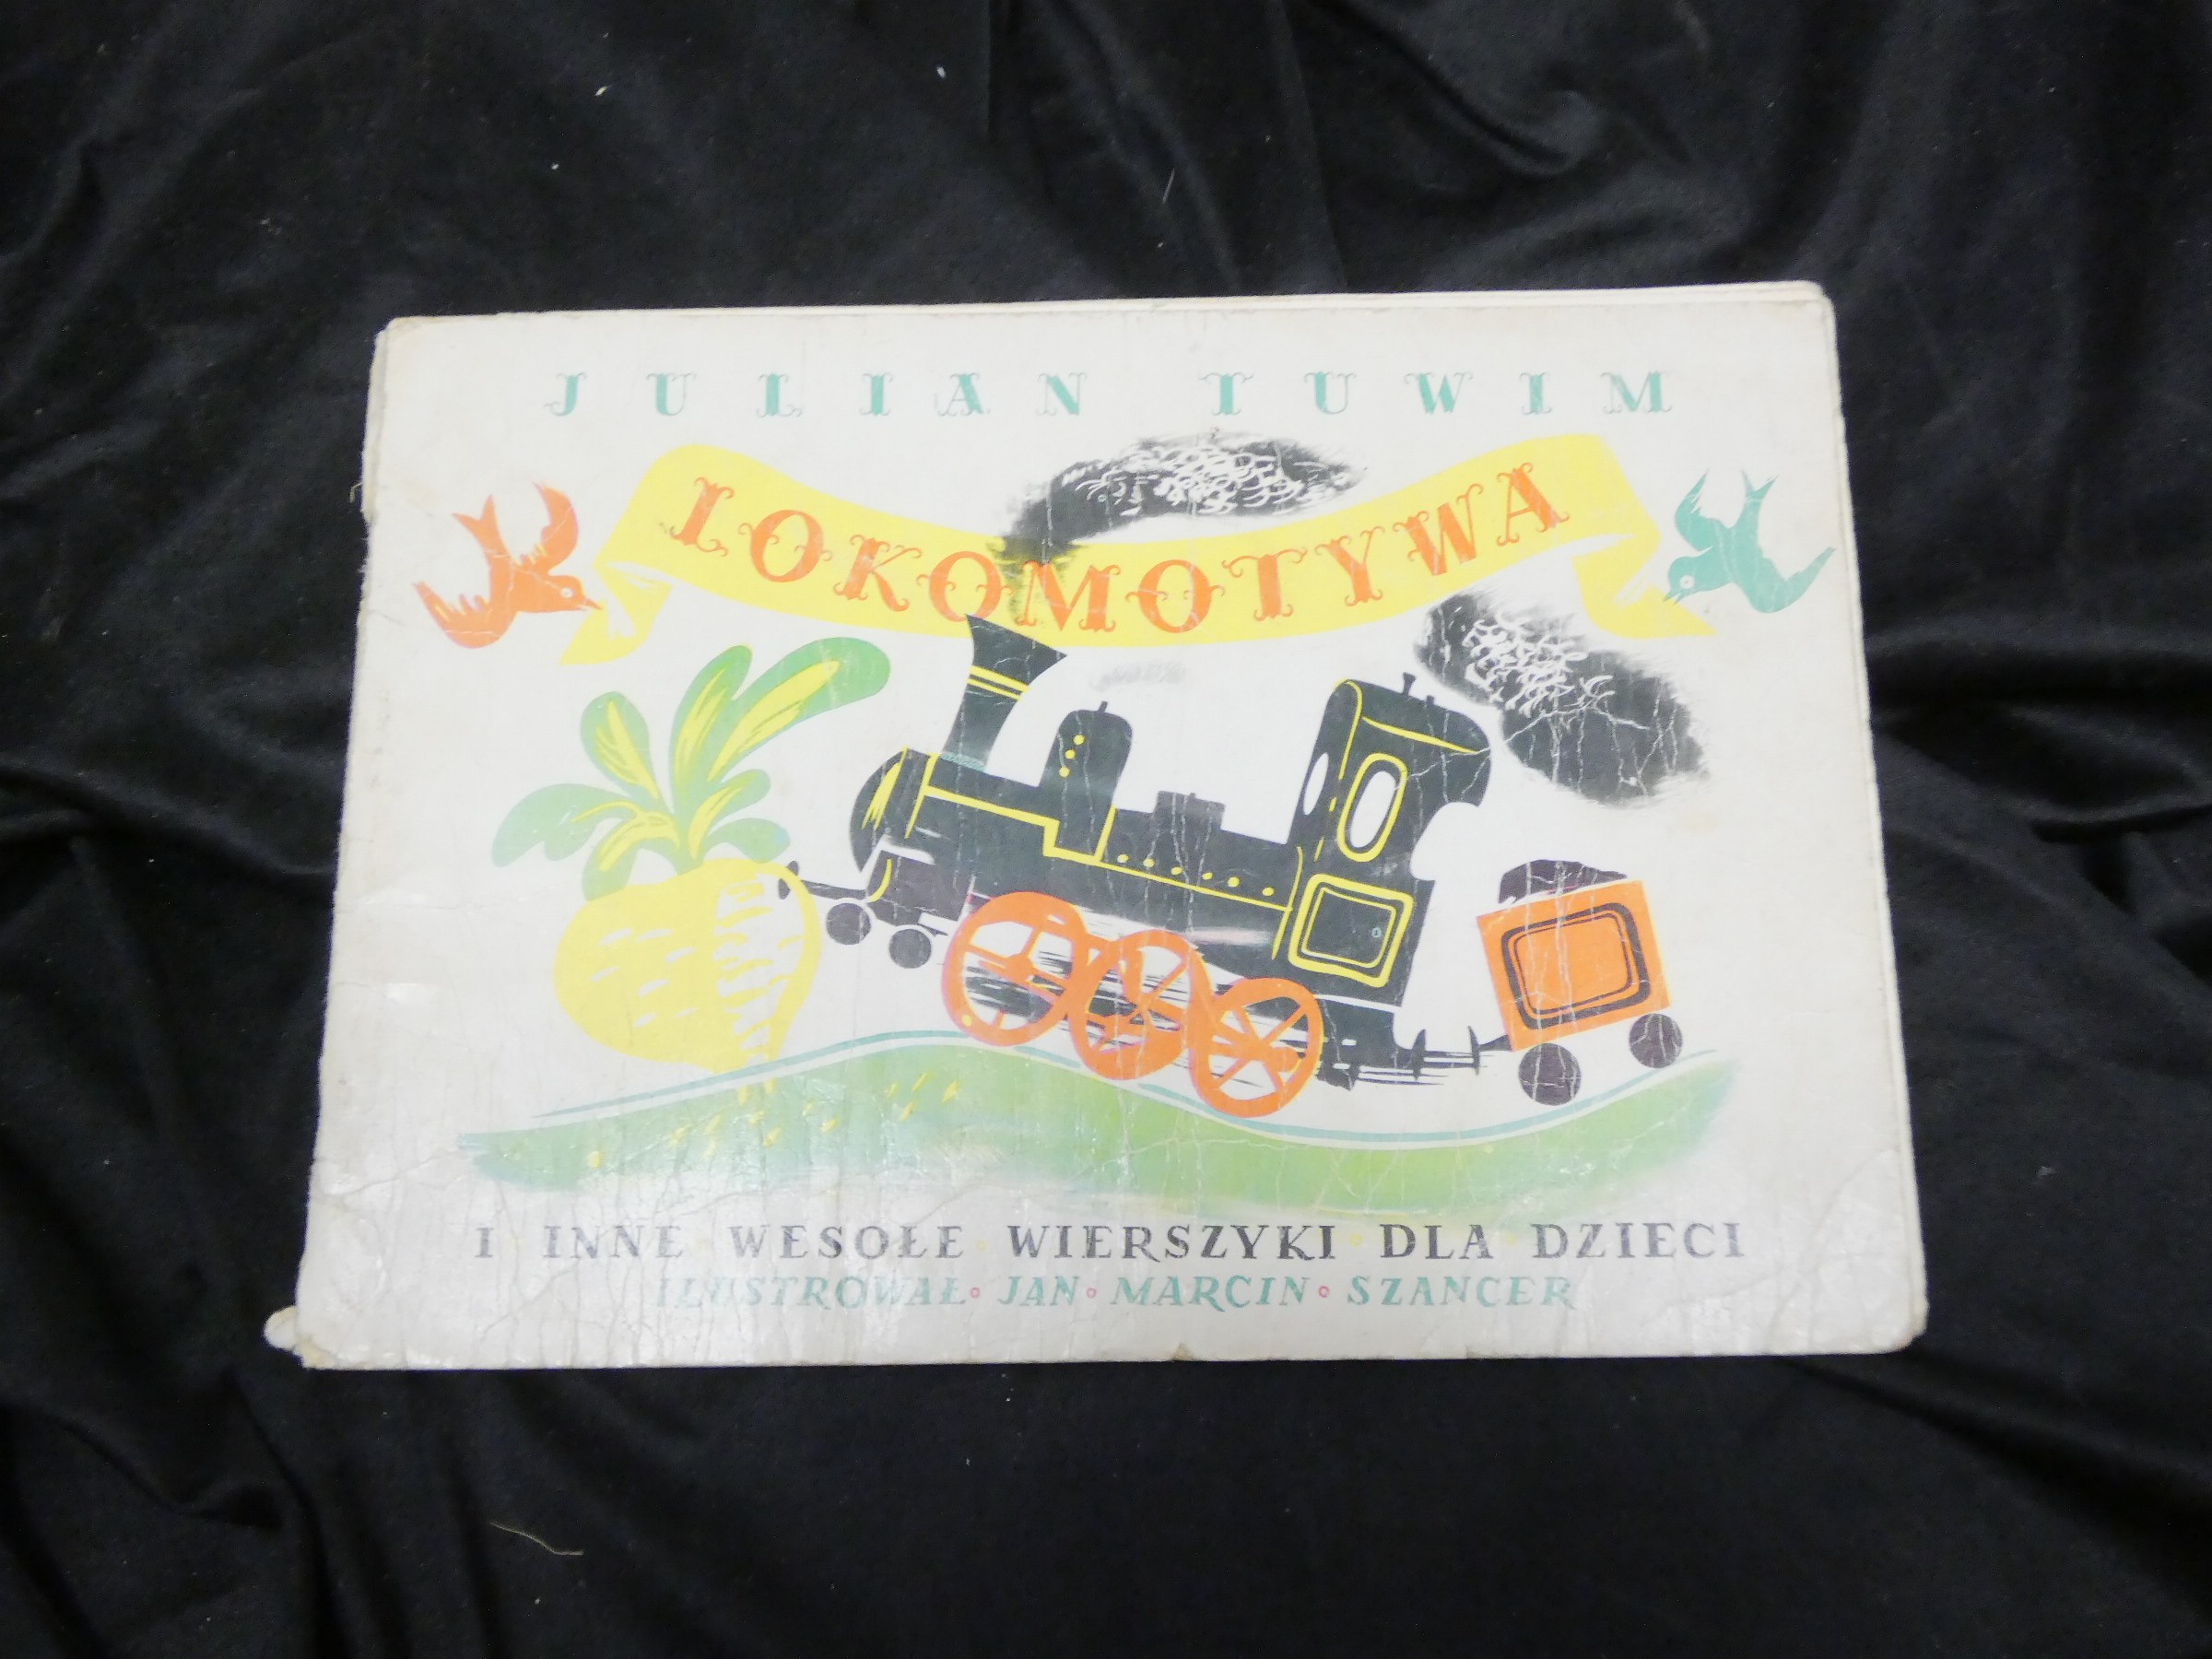 JULIAN TUWIM
LOKOMOTYWA
I INNE WESOŁE WIERSZYKI DLA DZIECI
ILUSTROWAŁ • JAN • MARCIN • SZANCER